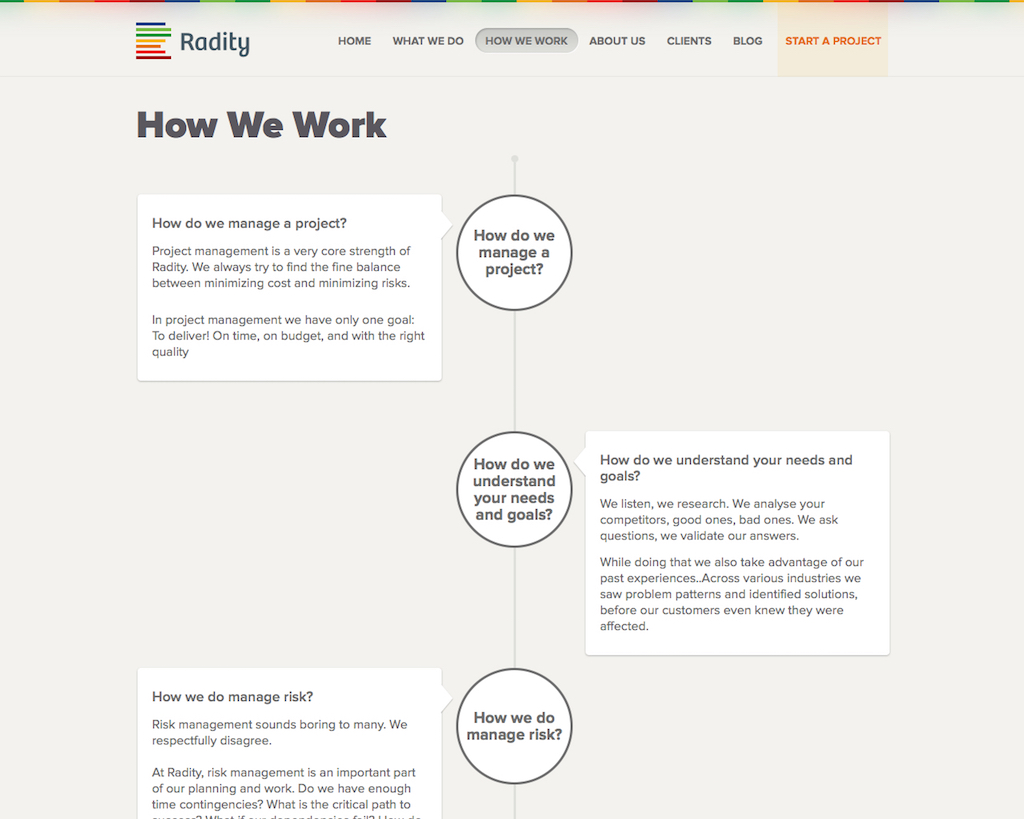 Radity
HOME
WHAT WE DO
HOW WE WORK
ABOUT US
CLIENTS
BLOG
START A PROJECT
How We Work
How do we manage a project?
Project management is a very core strength of
Radity. We always try to find the fine balance
between minimizing cost and minimizing risks.
In project management we have only one goal:
To deliver! On time, on budget, and with the right
quality
How do we
manage a
project?
How do we
understand
your needs
and goals?
How do we understand your needs and
goals?
We listen, we research. We analyse your
competitors, good ones, bad ones. We ask
questions, we validate our answers.
While doing that we also take advantage of our
past experiences..Across various industries we
saw problem patterns and identified solutions,
before our customers even knew they were
affected.
How we do manage risk?
Risk management sounds boring to many. We
respectfully disagree.
At Radity, risk management is an important part
of our planning and work. Do we have enough
time contingencies? What is the critical path to
success? What if our dependencies fail? How do
How we do
manage risk?